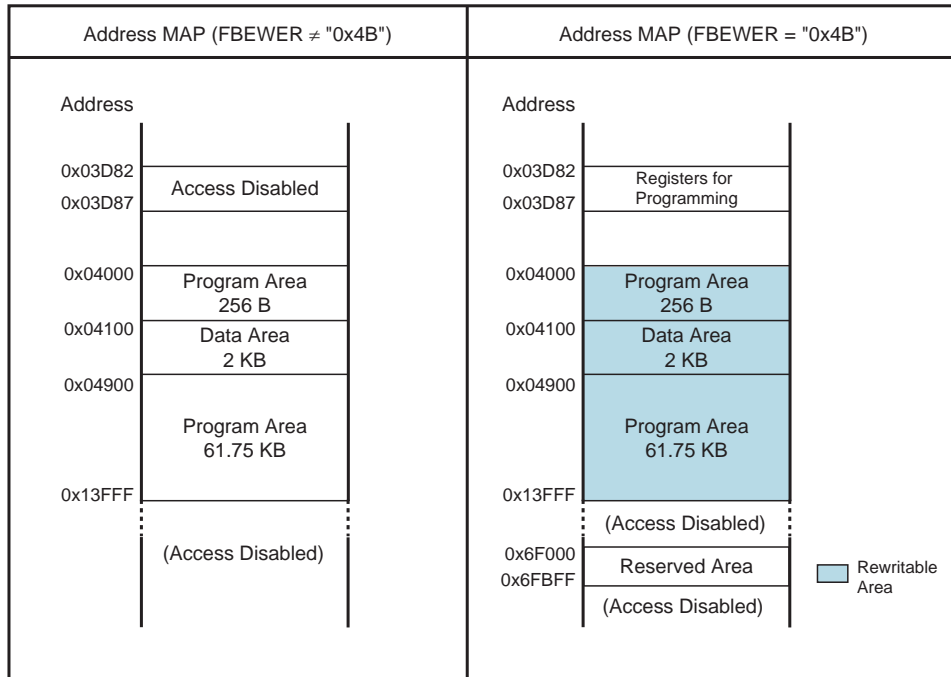 Address MAP (FBEWER ≠ "0x4B")
Address
0x03D82
Access Disabled
0x03D87
0x04000
Program Area
256 B
0x04100
Data Area
2 KB
0x04900
Program Area
61.75 KB
0x13FFF
(Access Disabled)
Address MAP (FBEWER = "0x4B")
Address
0x03D82
Registers for
Programming
0x03D87
0x04000
Program Area
256 B
0x04100
Data Area
2 KB
0x04900
Program Area
61.75 KB
0x13FFF
(Access Disabled)
0x6F000
Reserved Area
0x6FBFF
(Access Disabled)
Rewritable
Area